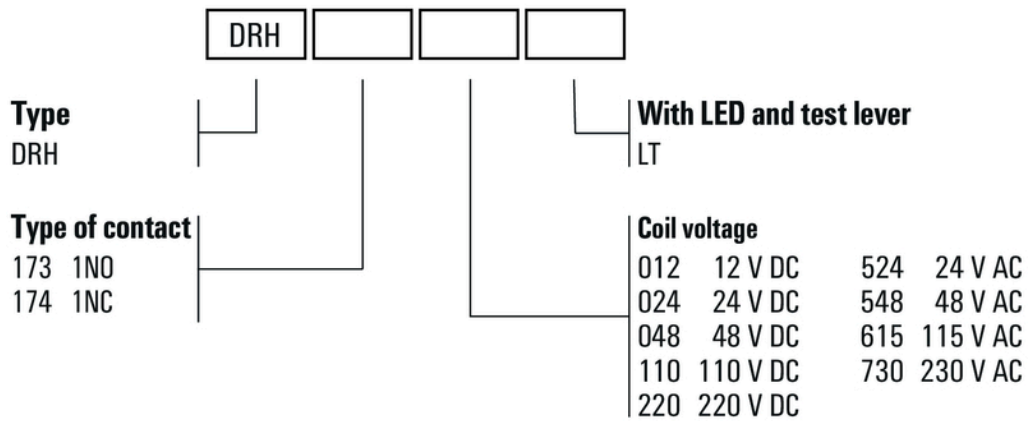 DRH
Type
DRH
With LED and test lever
LT
Type of contact
173 1NO
174 1NC
Coil voltage
012 12 V DC 524 24 V AC
024 24 V DC 548 48 V AC
048 48 V DC 615 115 V AC
110 110 V DC 730 230 V AC
220 220 V DC